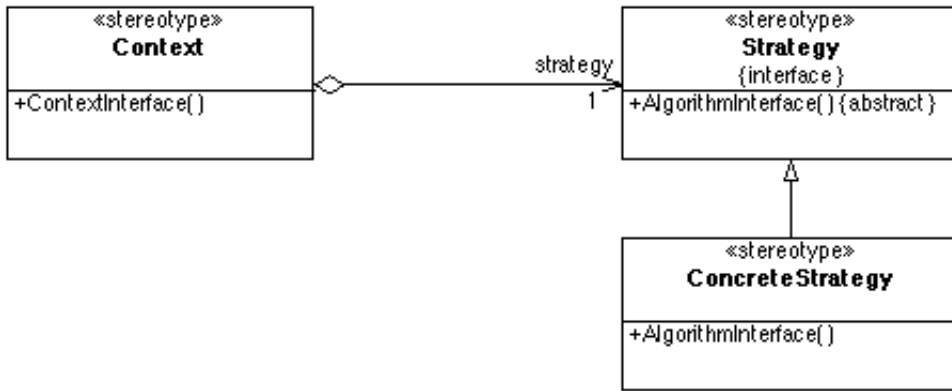 «stereotype»
Context
+ContextInterface()
strategy
1
«stereotype»
Strategy
{interface}
+AlgorithmInterface(){abstract}
«stereotype»
ConcreteStrategy
+AlgorithmInterface()